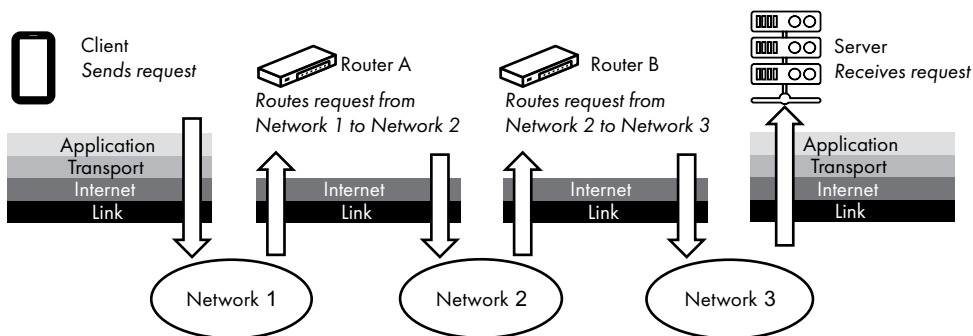 Client
Sends request
Router A
Routes request from
Network 1 to Network 2
Router B
Routes request from
Network 2 to Network 3
Server
Receives request
Application
Transport
Internet
Link
Internet
Link
Internet
Link
Application
Transport
Internet
Link
Network 1
Network 2
Network 3